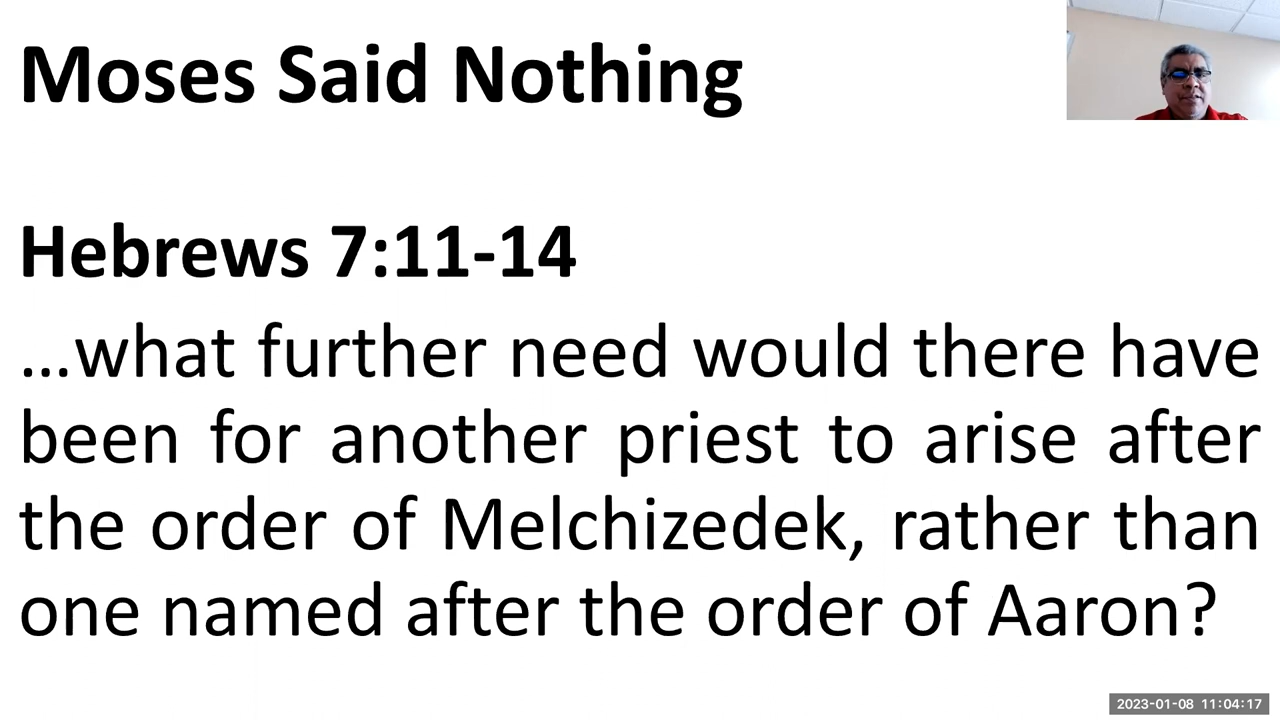 Moses Said Nothing
Hebrews 7:11-14
...what further need would there have
been for another priest to arise after
the order of Melchizedek, rather than
one named after the order of Aaron?
2023-01-08 11:04:17